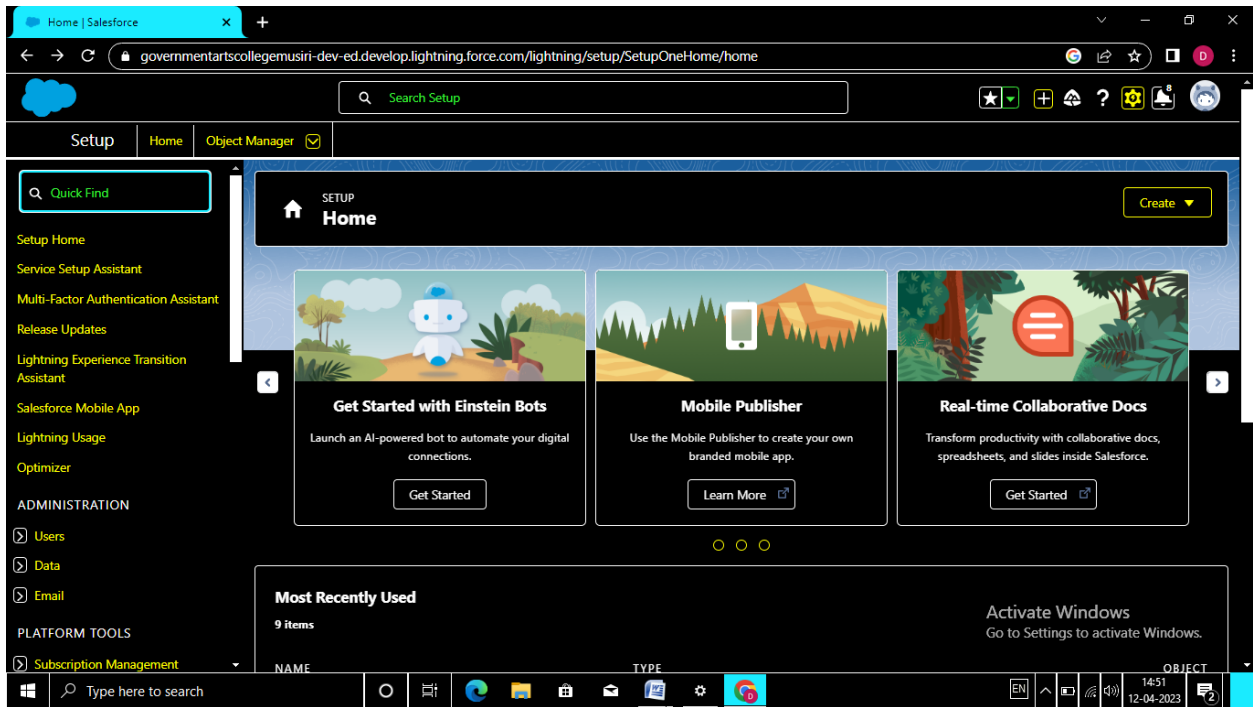 Home | Salesforce
governmentartscollegemusiri-dev-ed.develop.lightning.force.com/lightning/setup/SetupOneHome/home
D
Search Setup
8
Setup
Home
Object Manager
Quick Find
Setup Home
Service Setup Assistant
Multi-Factor Authentication Assistant
Release Updates
Lightning Experience Transition
Assistant
Salesforce Mobile App
Lightning Usage
Optimizer
ADMINISTRATION
Users
Data
Email
PLATFORM TOOLS
Subscription Management
SETUP
Home
Create
Get Started with Einstein Bots
Launch an AI-powered bot to automate your digital
connections.
Get Started
Mobile Publisher
Use the Mobile Publisher to create your own
branded mobile app.
Learn More
Real-time Collaborative Docs
Transform productivity with collaborative docs,
spreadsheets, and slides inside Salesforce.
Get Started
Most Recently Used
9 items
NAME
TYPE
OBJECT
Activate Windows
Go to Settings to activate Windows.
Type here to search
EN
14:51
12-04-2023
2